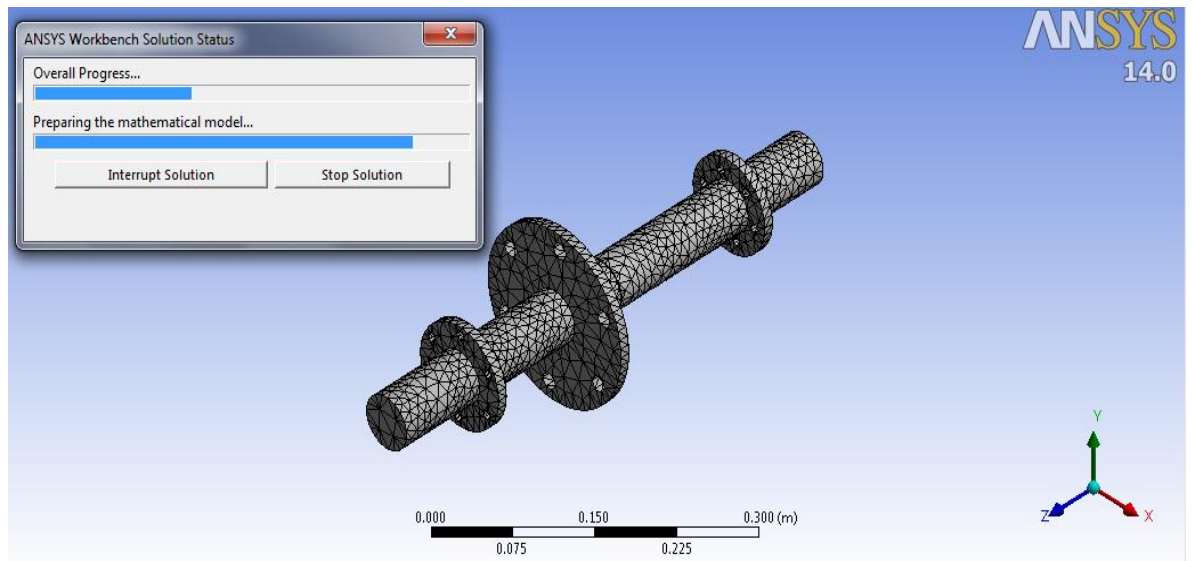 ANSYS Workbench Solution Status
X
Overall Progress...
Preparing the mathematical model...
Interrupt Solution
Stop Solution
ANSYS
14.0
0.000 0.150 0.300 (m)
0.075 0.225
Y
Z
X